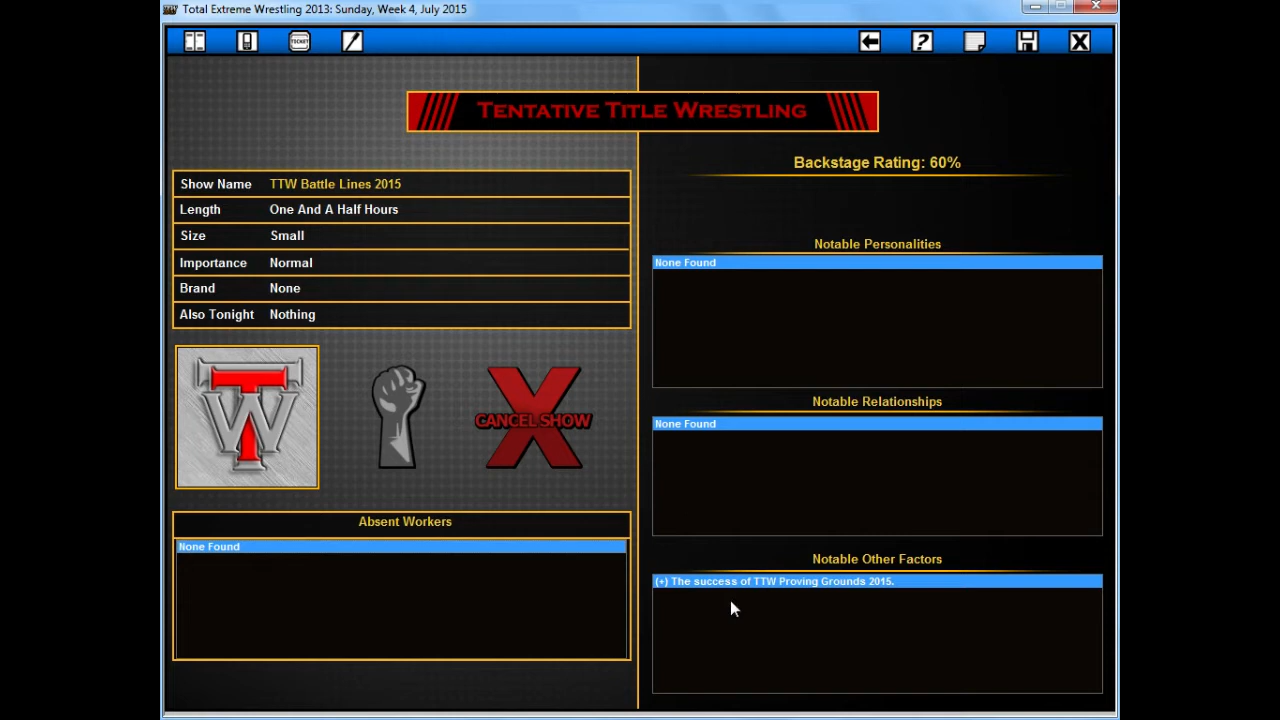 Total Extreme Wrestling 2013: Sunday, Week 4, July 2015
TICKET
?
TENTATIVE TITLE WRESTLING
Backstage Rating: 60%
Show Name TTW Battle Lines 2015
Length One And A Half Hours
Size Small
Importance Normal
Brand None
Also Tonight Nothing
TTW
CANCEL SHOW
Absent Workers
None Found
Notable Personalities
None Found
Notable Relationships
None Found
Notable Other Factors
(+) The success of TTW Proving Grounds 2015.